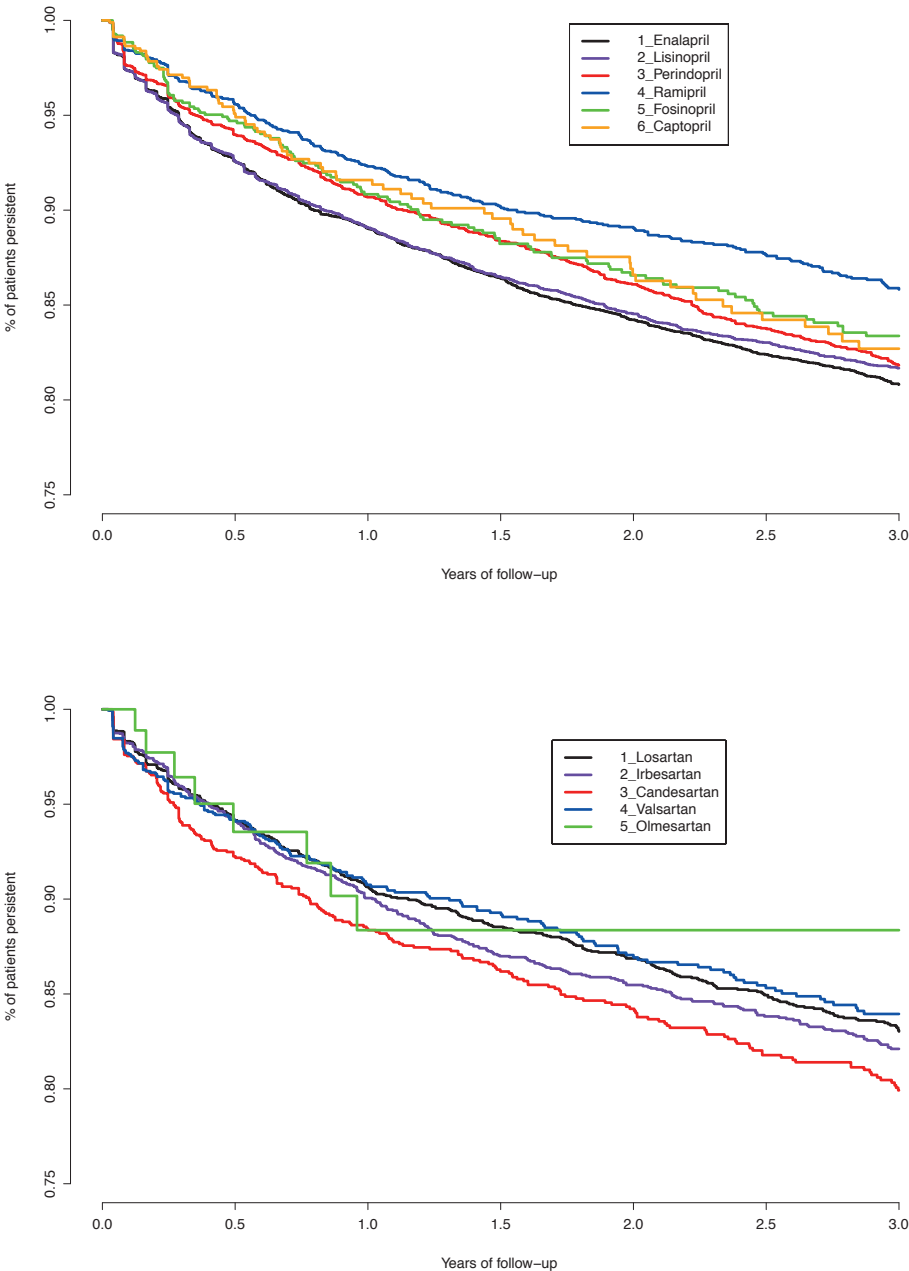 1.00
0.95
0.90
0.85
0.80
0.75
% of patients persistent
1_Enalapril
2_Lisinopril
3_Perindopril
4_Ramipril
5_Fosinopril
6_Captopril
0.0 0.5 1.0 1.5 2.0 2.5 3.0
Years of follow−up
1.00
0.95
0.90
0.85
0.80
0.75
% of patients persistent
1_Losartan
2_Irbesartan
3_Candesartan
4_Valsartan
5_Olmesartan
0.0 0.5 1.0 1.5 2.0 2.5 3.0
Years of follow−up